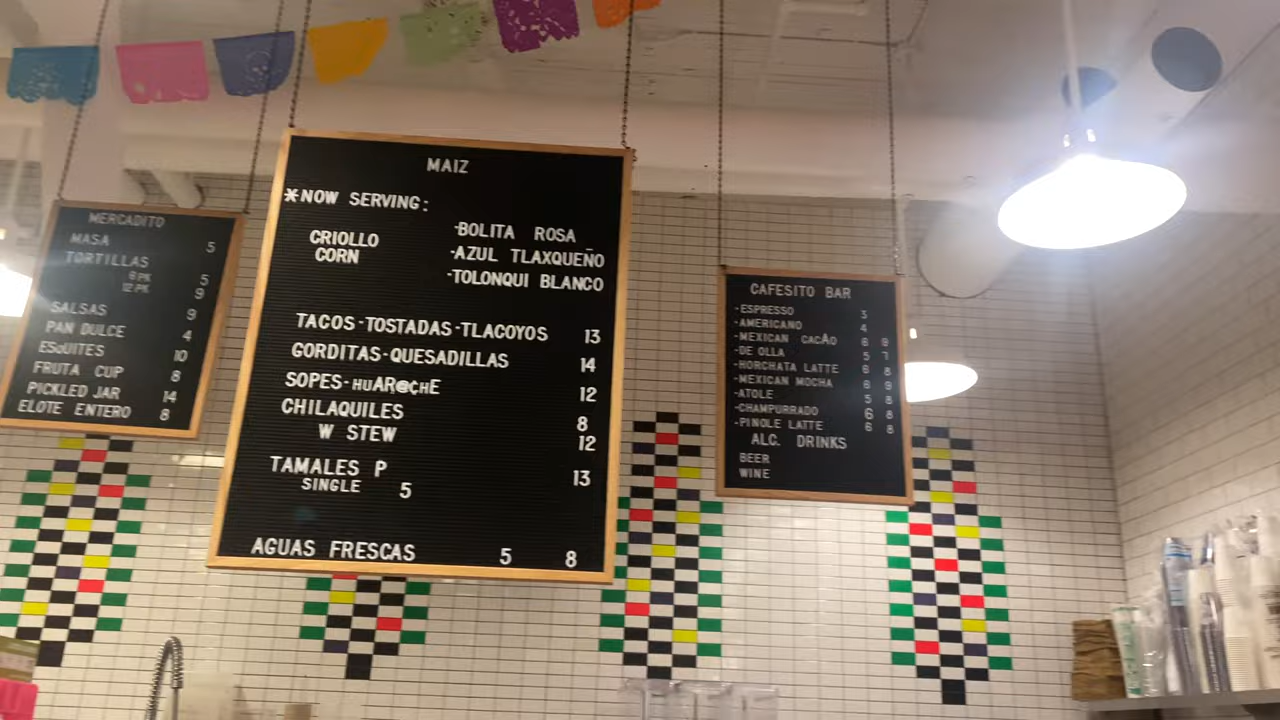 MERCADITO
MASA 5
TORTILLAS
6 PK 5
12 PK 9
SALSAS 9
PAN DULCE 4
ESQUITES 10
FRUTA CUP 8
PICKLED JAR 14
ELOTE ENTERO 8
MAIZ
*NOW SERVING:
CRIOLLO CORN
-BOLITA ROSA
-AZUL TLAXQUEÑO
-TOLONQUI BLANCO
TACOS-TOSTADAS-TLACOYOS 13
GORDITAS-QUESADILLAS 14
SOPES-HUAR@CHE 12
CHILAQUILES 8
W STEW 12
TAMALES P 13
SINGLE 5
AGUAS FRESCAS 5 8
CAFESITO BAR
-ESPRESSO 3
-AMERICANO 4
-MEXICAN CACAO 6 9
-DE OLLA 5 7
-HORCHATA LATTE 6 8
-MEXICAN MOCHA 6 9
-ATOLE 5 8
-CHAMPURRADO 6 8
-PINOLE LATTE 6 8
ALC. DRINKS
BEER
WINE